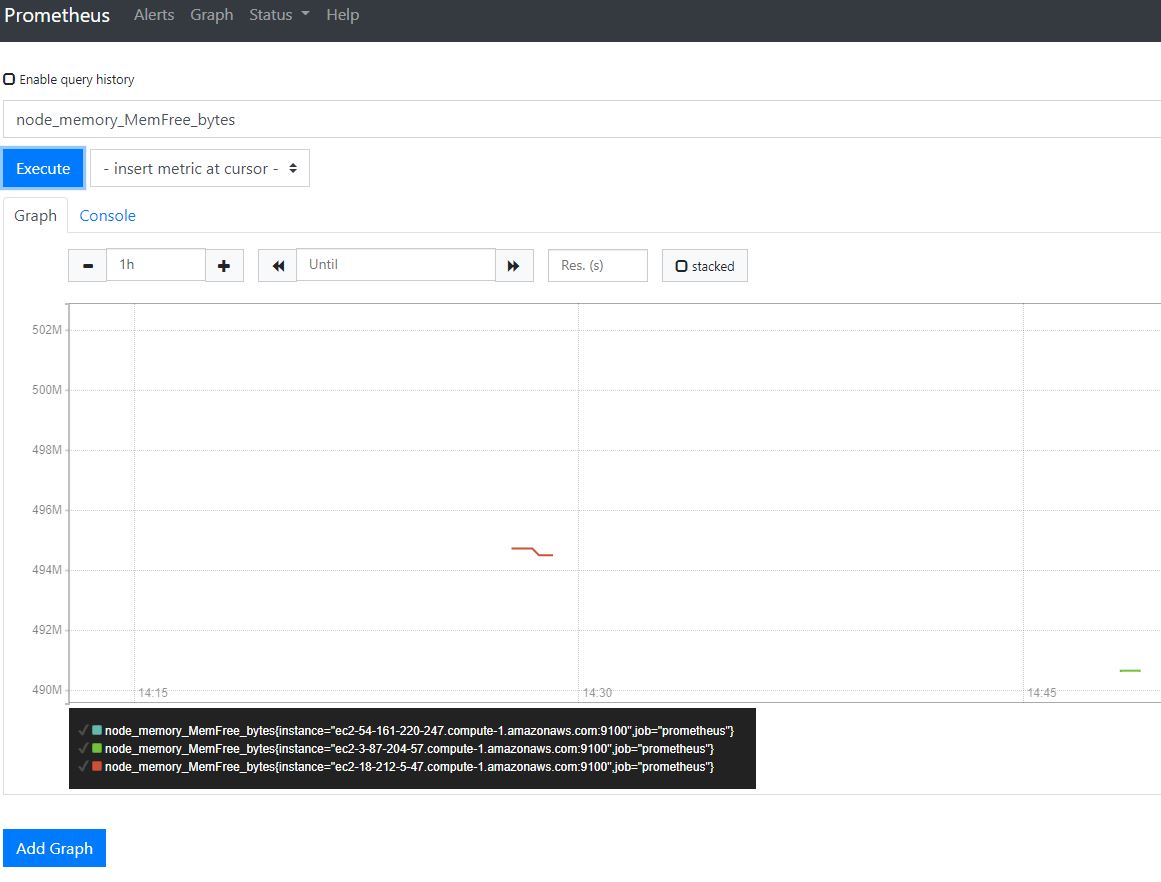 Prometheus Alerts Graph Status Help
Enable query history
node_memory_MemFree_bytes
Execute - insert metric at cursor -
Graph Console
1h Until Res. (s) stacked
502M
500M
498M
496M
494M
492M
490M
14:15 14:30 14:45
node_memory_MemFree_bytes{instance="ec2-54-161-220-247.compute-1.amazonaws.com:9100",job="prometheus"}
node_memory_MemFree_bytes{instance="ec2-3-87-204-57.compute-1.amazonaws.com:9100",job="prometheus"}
node_memory_MemFree_bytes{instance="ec2-18-212-5-47.compute-1.amazonaws.com:9100",job="prometheus"}
Add Graph